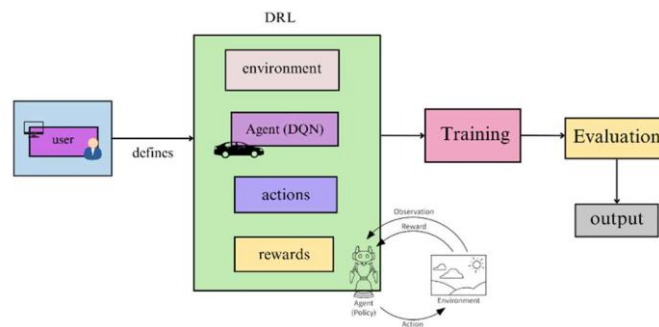 DRL
environment
Agent (DQN)
actions
rewards
user
defines
Training
Evaluation
output
Observation
Reward
Agent
(Policy)
Environment
Action